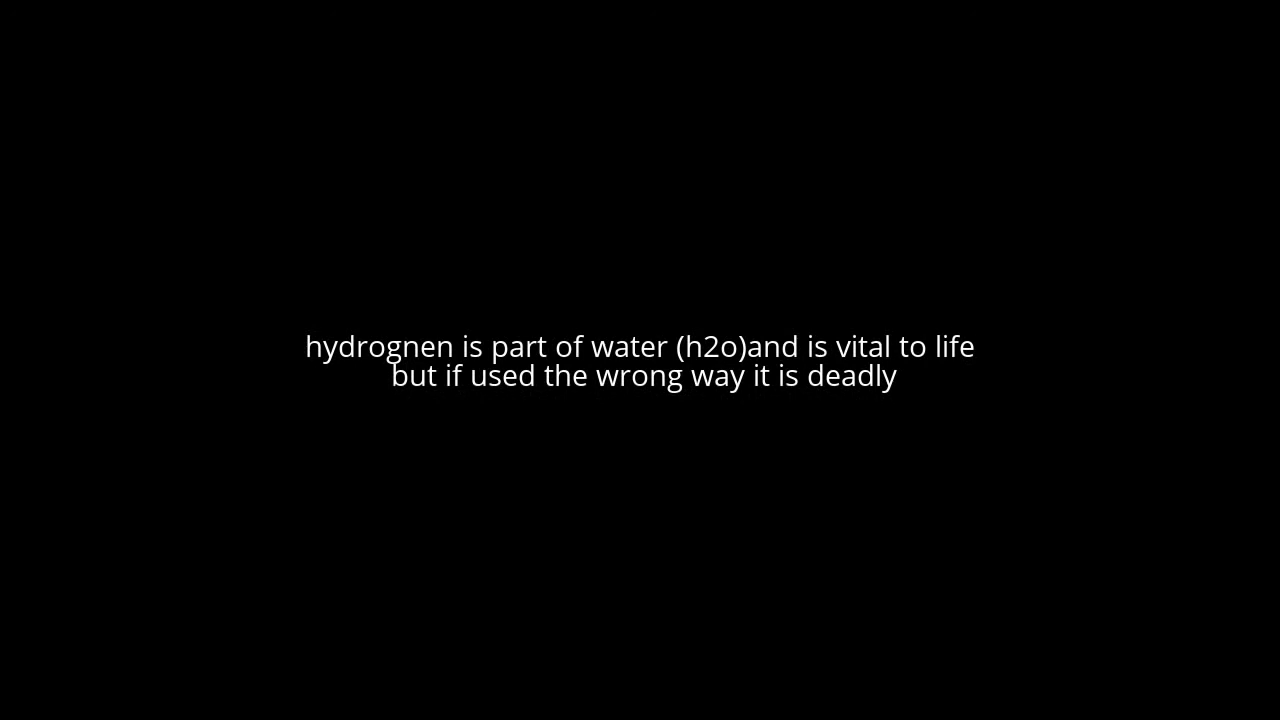 hydrognen is part of water (h2o)and is vital to life
but if used the wrong way it is deadly